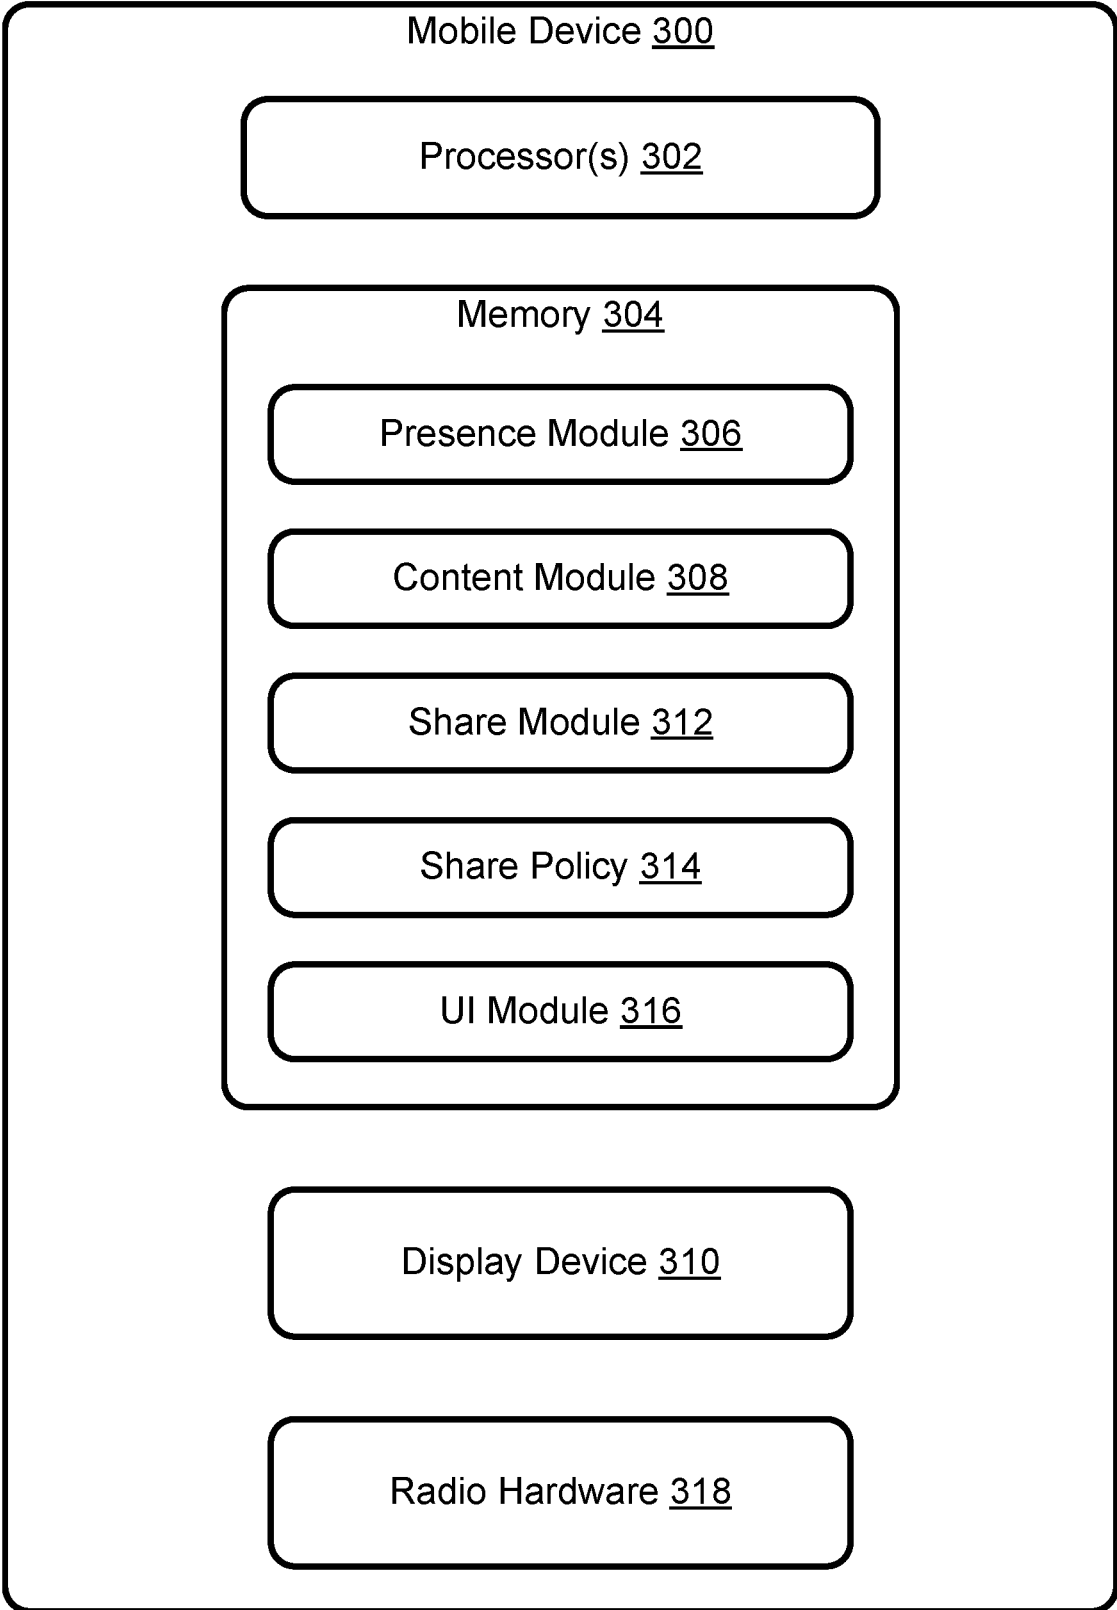 Mobile Device 300
Processor(s) 302
Memory 304
Presence Module 306
Content Module 308
Share Module 312
Share Policy 314
UI Module 316
Display Device 310
Radio Hardware 318